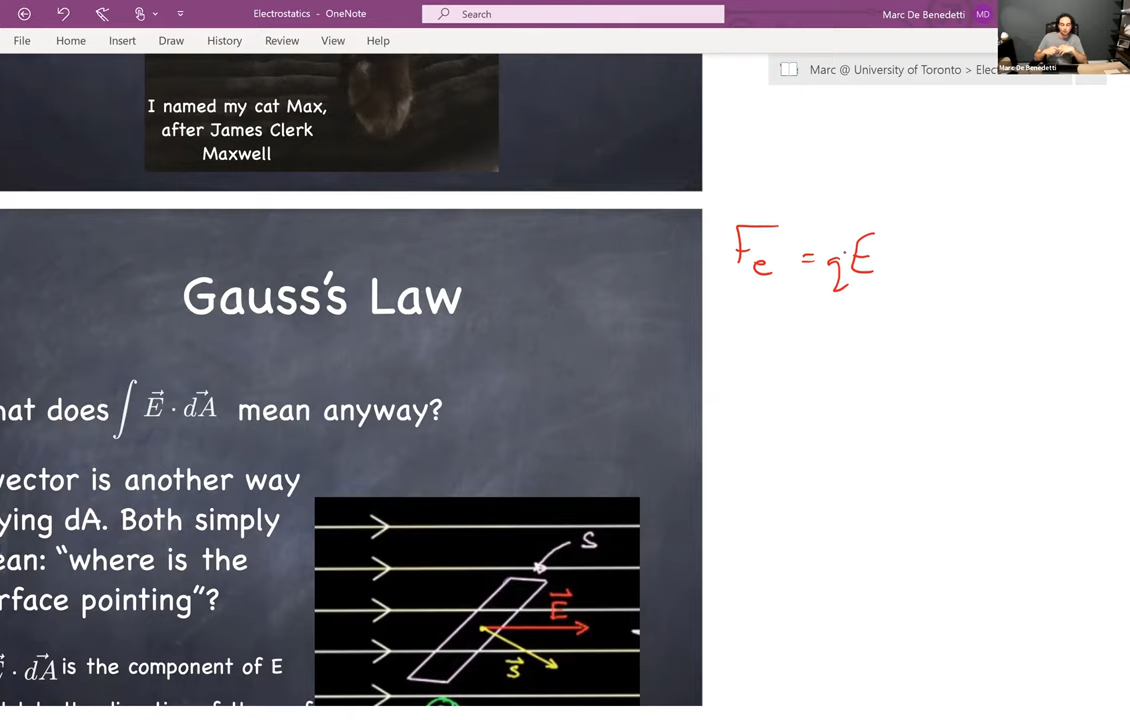 Electrostatics - OneNote
Search
Marc De Benedetti
MD
File Home Insert Draw History Review View Help
Marc De Benedetti
Marc @ University of Toronto > Elec
I named my cat Max,
after James Clerk
Maxwell
Gauss's Law
hat does ∫ E⃗ · dA⃗ mean anyway?
vector is another way
ying dA. Both simply
ean: "where is the
rface pointing"?
E⃗ · dA⃗ is the component of E
S
E⃗
s⃗
Fe = qE